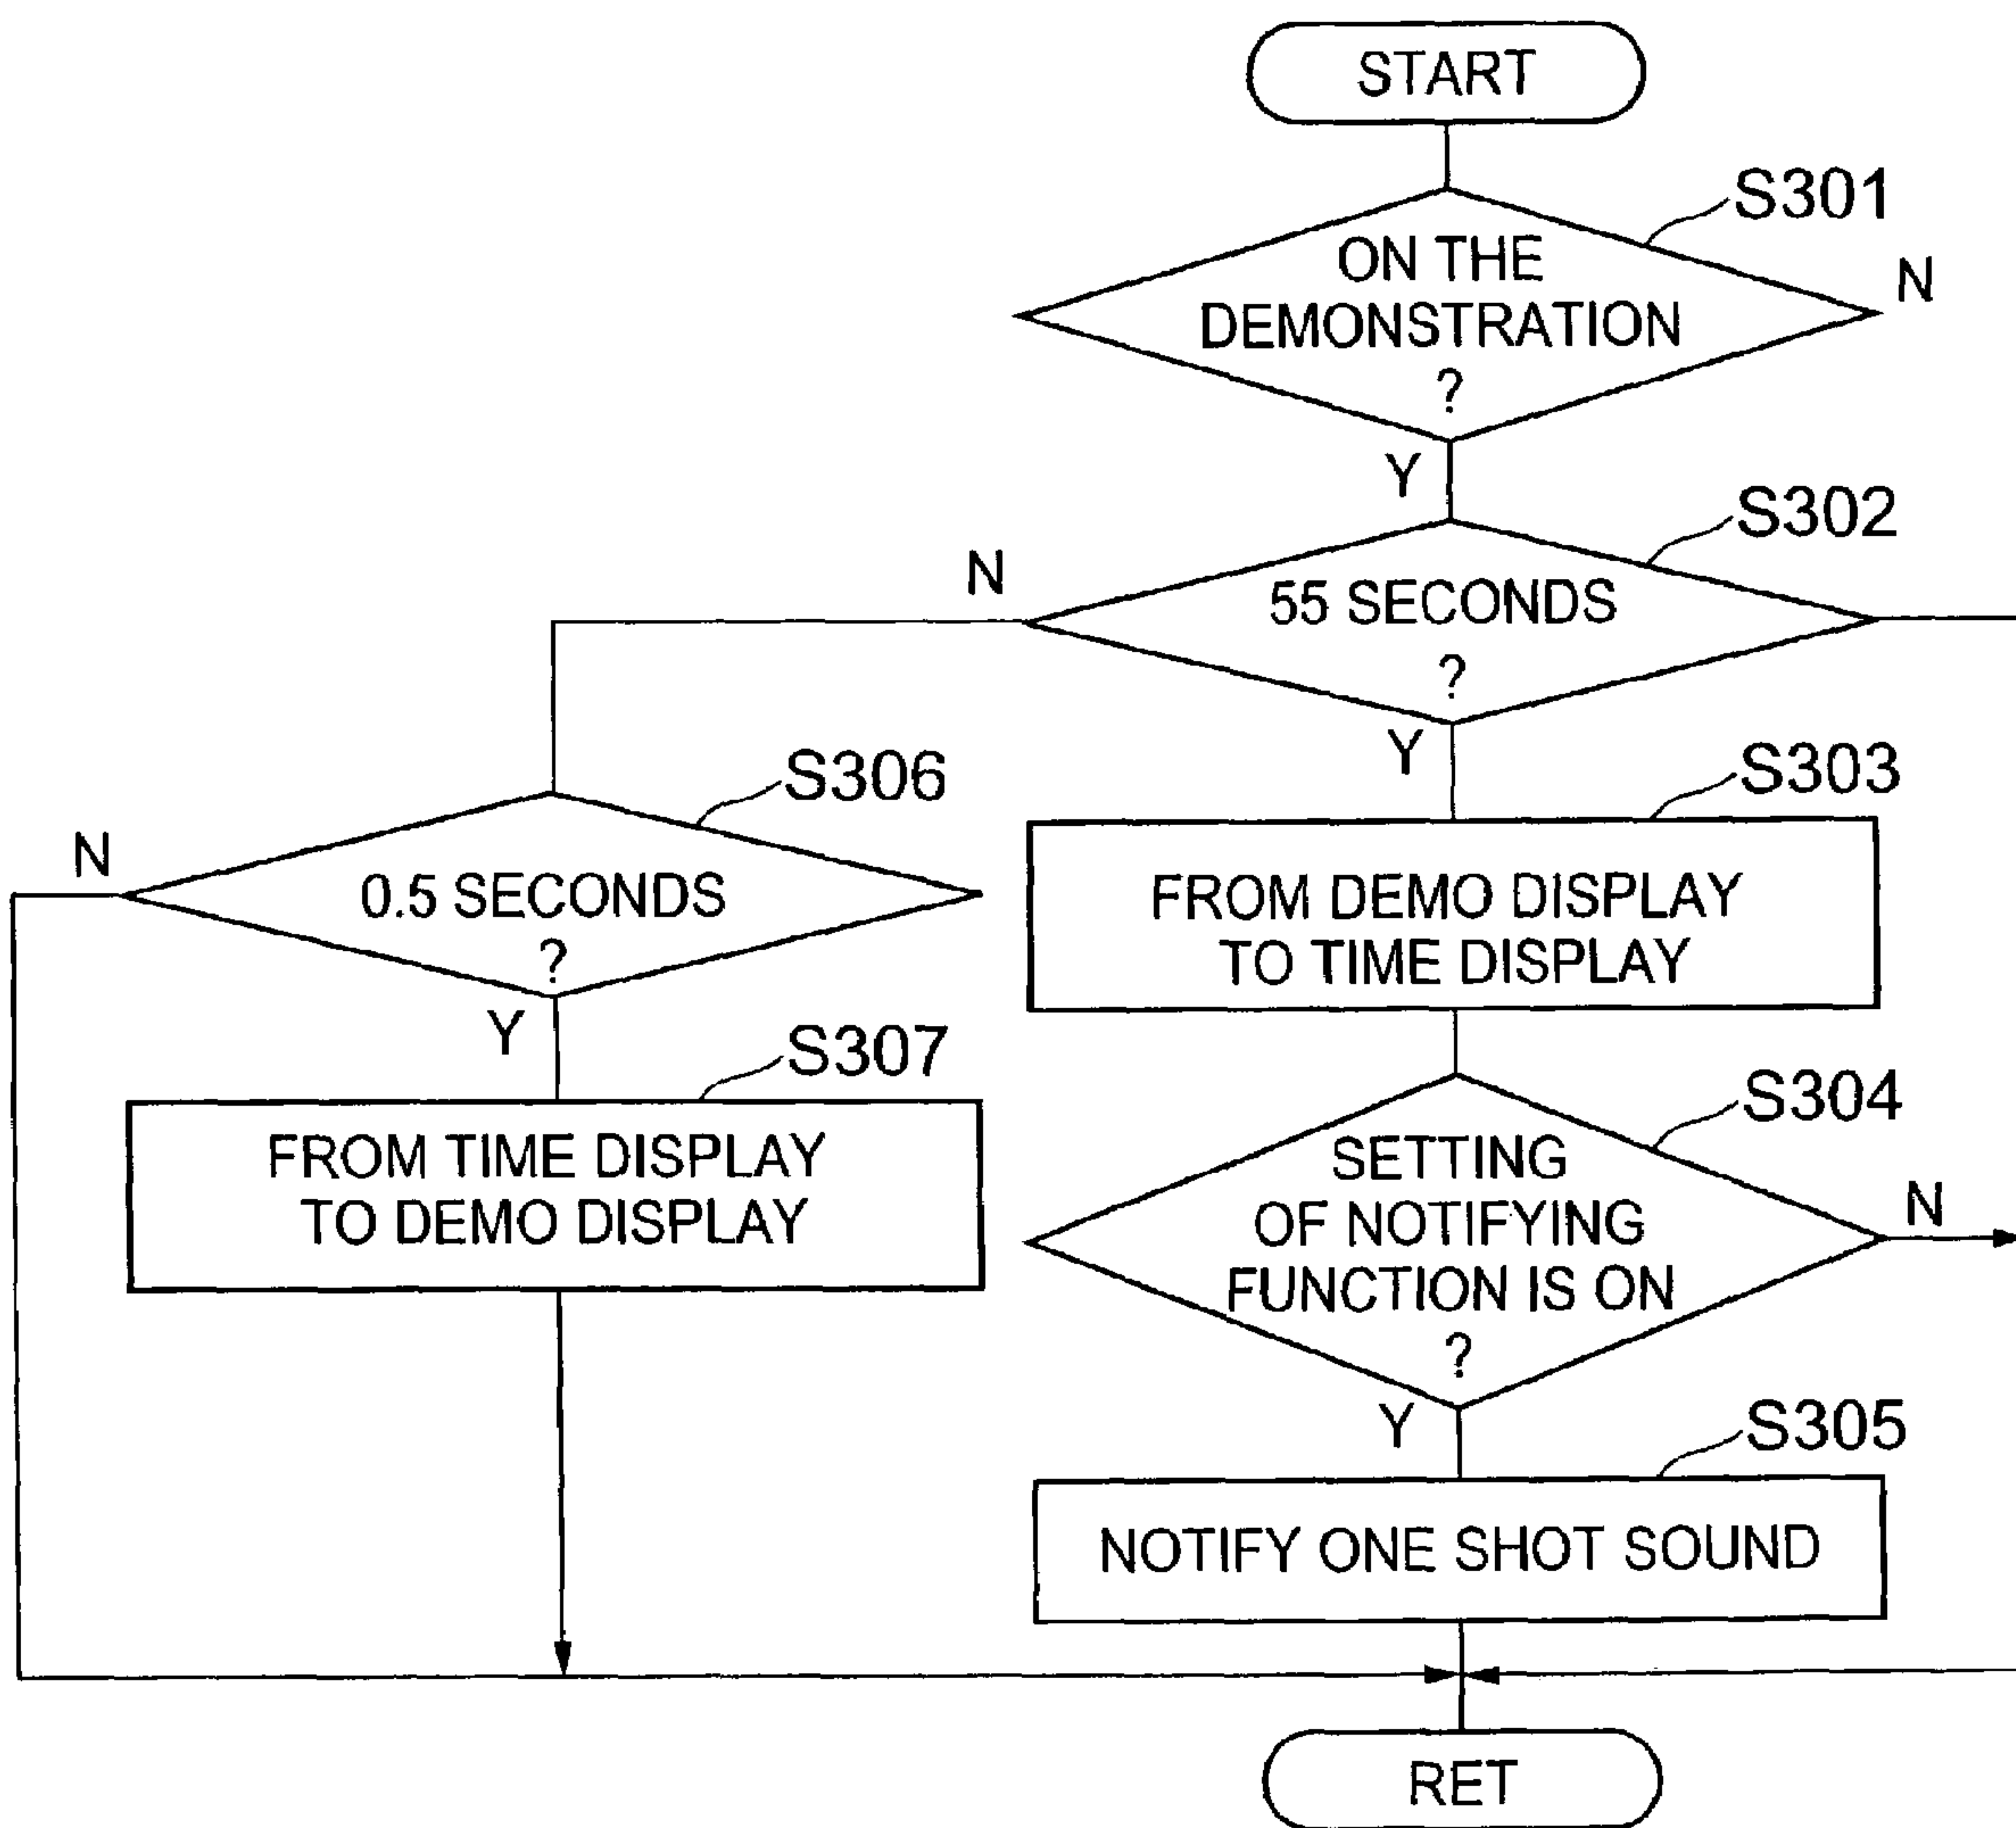 START
S301
ON THE
DEMONSTRATION
?
N
Y
S302
N
55 SECONDS
?
Y
S306
S303
N
0.5 SECONDS
?
FROM DEMO DISPLAY
TO TIME DISPLAY
Y
S307
FROM TIME DISPLAY
TO DEMO DISPLAY
S304
SETTING
OF NOTIFYING
FUNCTION IS ON
?
N
Y
S305
NOTIFY ONE SHOT SOUND
RET